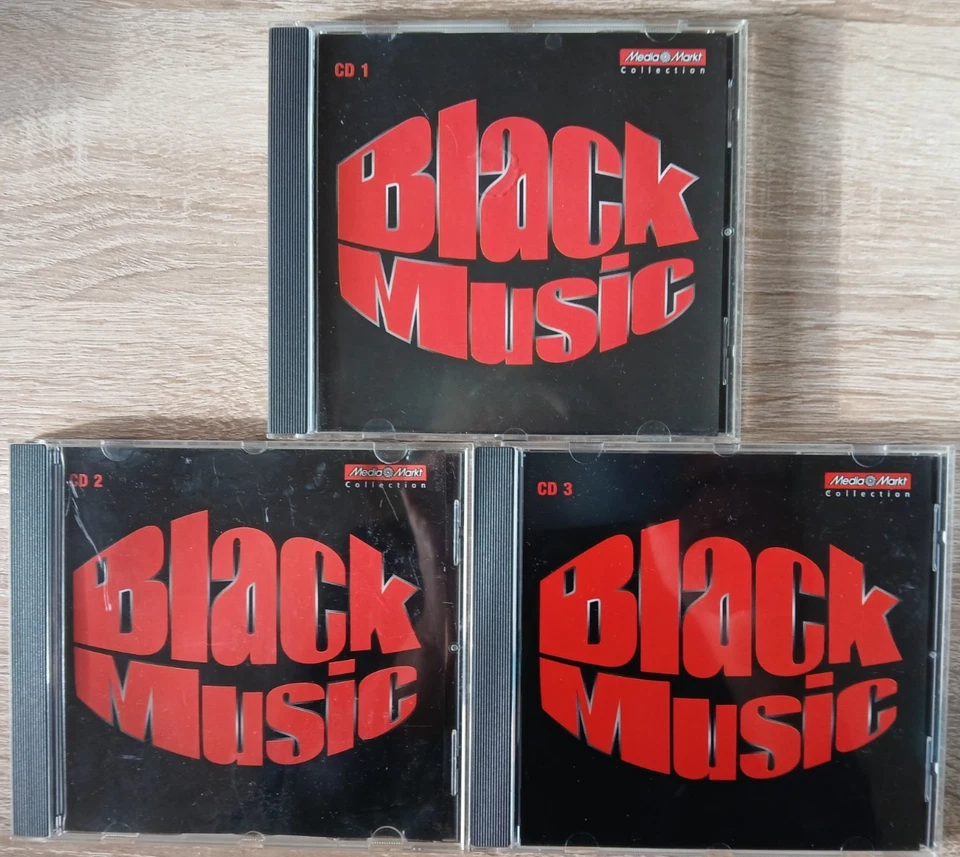 CD 1
Media Markt
Collection
Black
Music
CD 2
Media Markt
Collection
Black
Music
CD 3
Media Markt
Collection
Black
Music